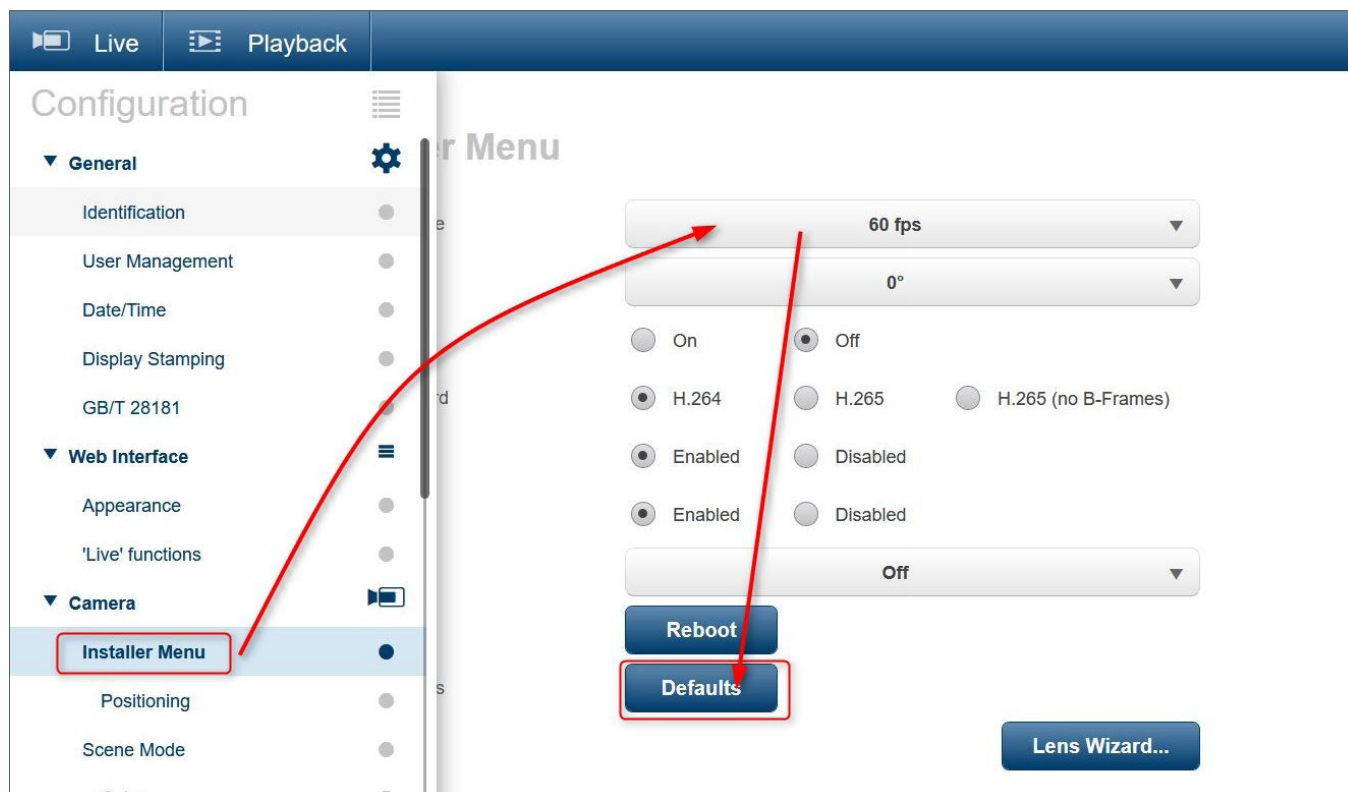 Live Playback
Configuration
General
Identification
User Management
Date/Time
Display Stamping
GB/T 28181
Web Interface
Appearance
'Live' functions
Camera
Installer Menu
Positioning
Scene Mode
r Menu
e
60 fps
0°
On Off
rd H.264 H.265 H.265 (no B-Frames)
Enabled Disabled
Enabled Disabled
Off
Reboot
s Defaults
Lens Wizard...